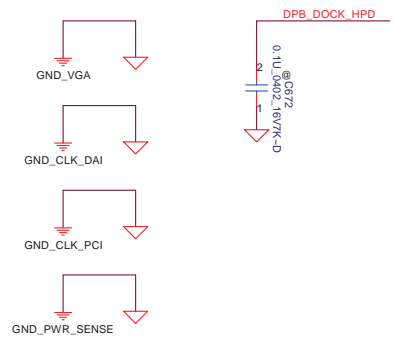 DPB_DOCK_HPD
2
@C672
0.1U_0402_16V7K~D
1
GND_VGA
GND_CLK_DAI
GND_CLK_PCI
GND_PWR_SENSE